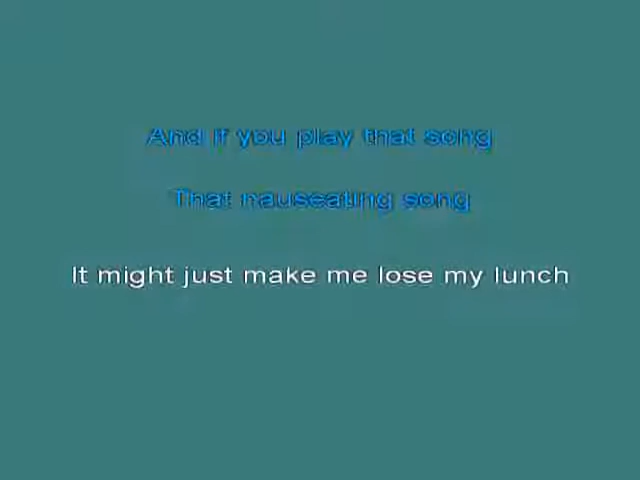 And if you play that song
That nauseating song
It might just make me lose my lunch